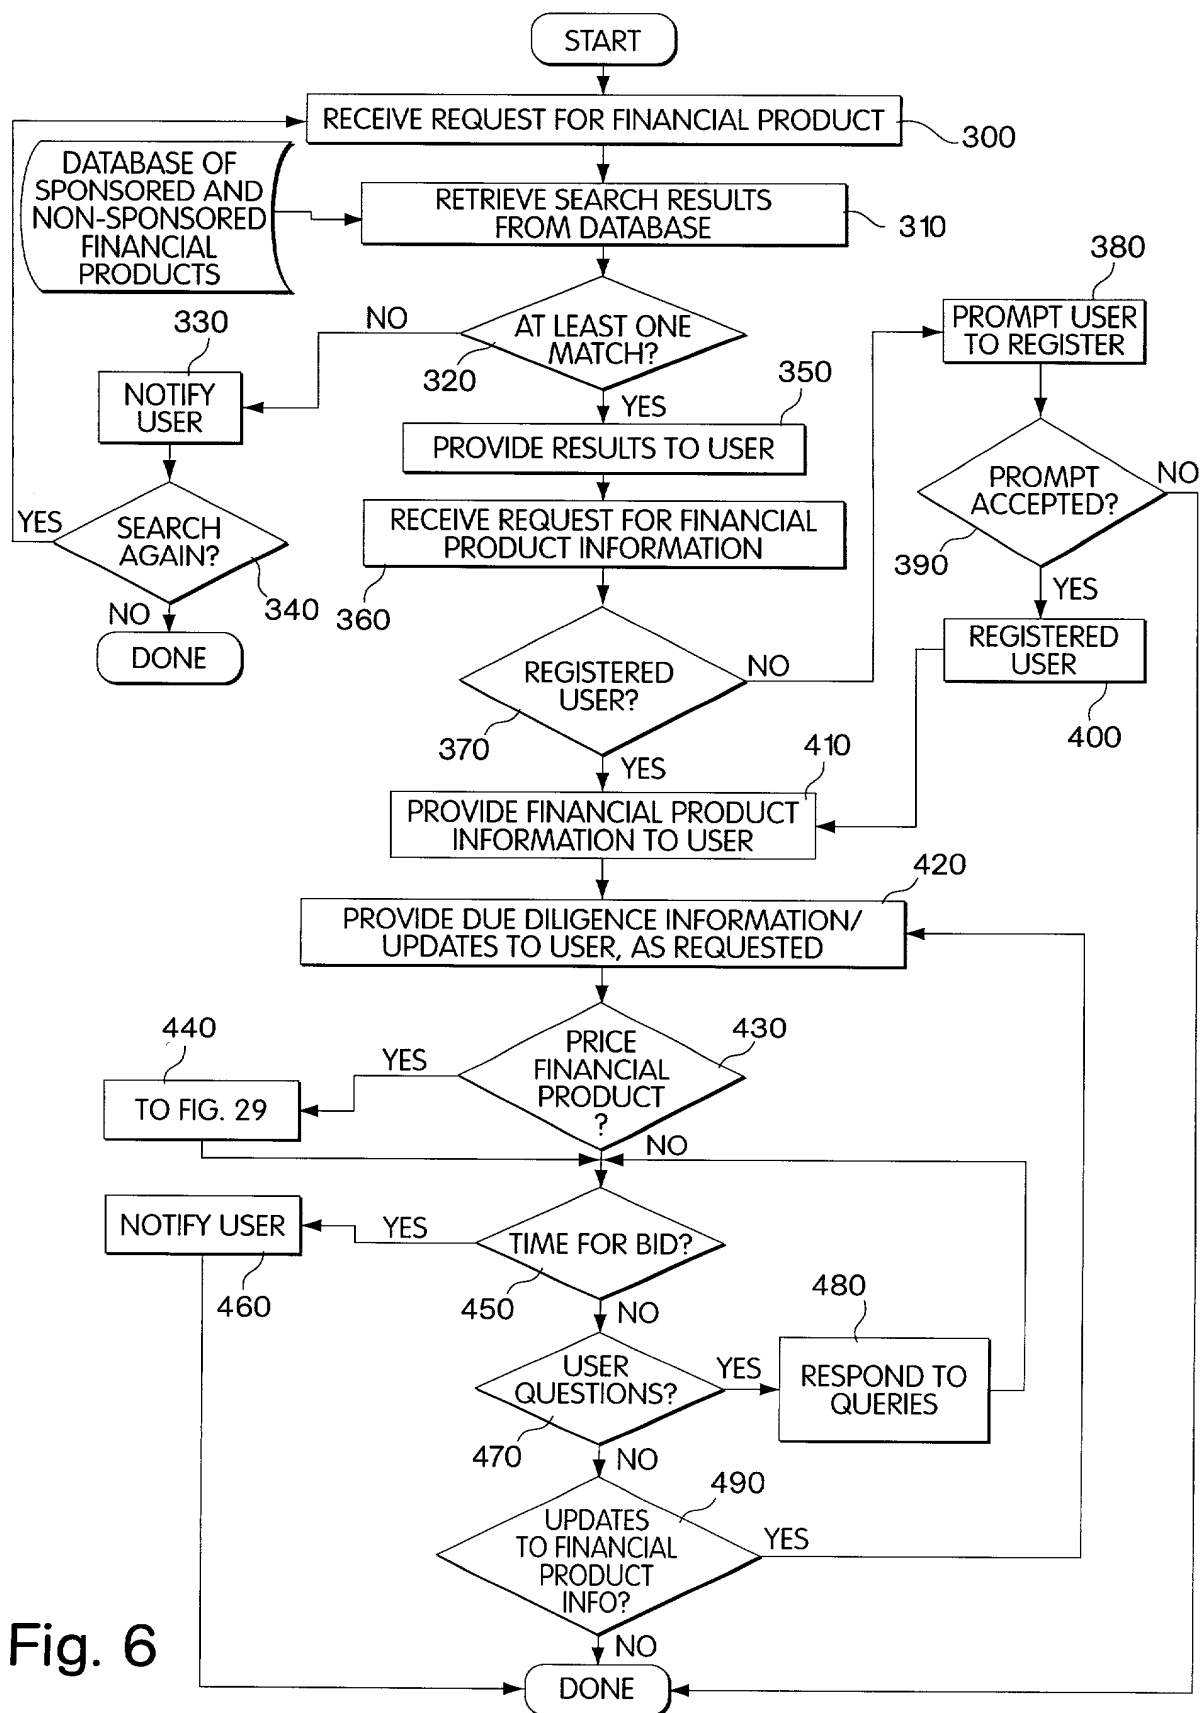 START
RECEIVE REQUEST FOR FINANCIAL PRODUCT
300
DATABASE OF
SPONSORED AND
NON-SPONSORED
FINANCIAL
PRODUCTS
RETRIEVE SEARCH RESULTS
FROM DATABASE
310
380
PROMPT USER
TO REGISTER
330
NO
AT LEAST ONE
MATCH?
320
350
YES
NOTIFY
USER
PROVIDE RESULTS TO USER
PROMPT
ACCEPTED?
NO
390
YES
YES
SEARCH
AGAIN?
340
NO
DONE
RECEIVE REQUEST FOR FINANCIAL
PRODUCT INFORMATION
360
REGISTERED
USER
400
REGISTERED
USER?
NO
370
YES
410
PROVIDE FINANCIAL PRODUCT
INFORMATION TO USER
420
PROVIDE DUE DILIGENCE INFORMATION/
UPDATES TO USER, AS REQUESTED
440
YES
PRICE
FINANCIAL
PRODUCT
?
430
TO FIG. 29
NO
NOTIFY USER
460
YES
TIME FOR BID?
450
NO
480
USER
QUESTIONS?
YES
RESPOND TO
QUERIES
470
NO
490
UPDATES
TO FINANCIAL
PRODUCT
INFO?
YES
NO
DONE
Fig. 6